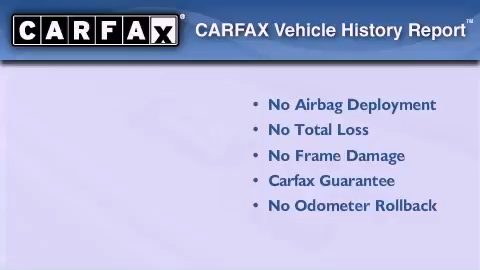 CARFAX® CARFAX Vehicle History Report™
• No Airbag Deployment
• No Total Loss
• No Frame Damage
• Carfax Guarantee
• No Odometer Rollback